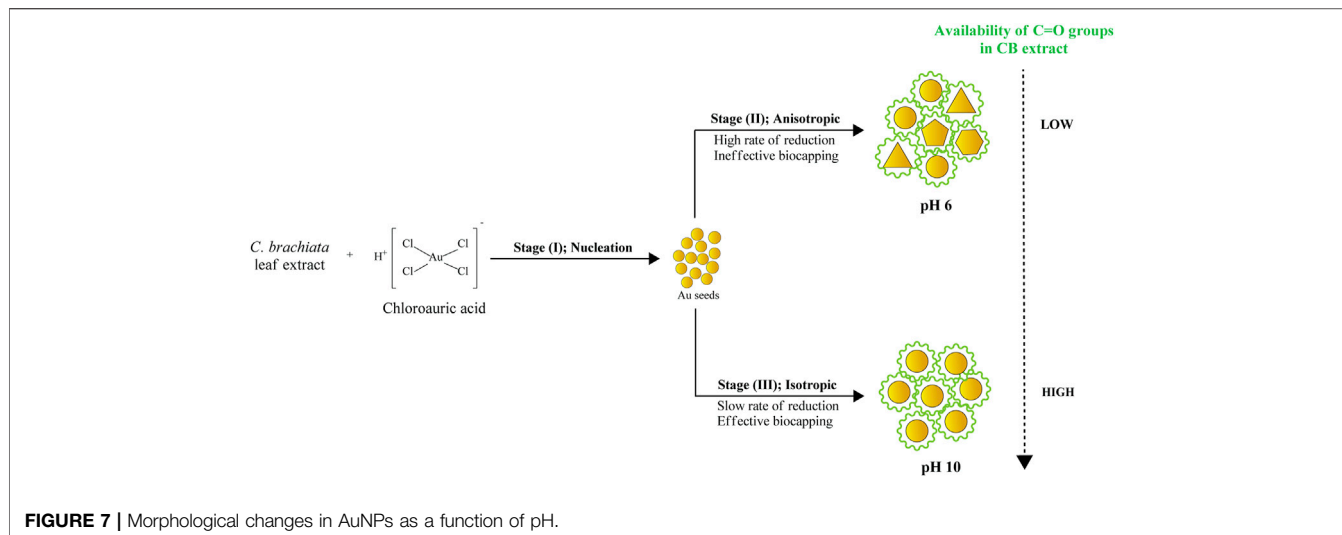 Availability of C=O groups
in CB extract
LOW
Stage (II); Anisotropic
High rate of reduction
Ineffective biocapping
pH 6
C. brachiata
leaf extract
+
H+
Cl
Cl
Au
Cl
Cl
-
Chloroauric acid
Stage (I); Nucleation
Au seeds
Stage (III); Isotropic
Slow rate of reduction
Effective biocapping
HIGH
pH 10
FIGURE 7 | Morphological changes in AuNPs as a function of pH.